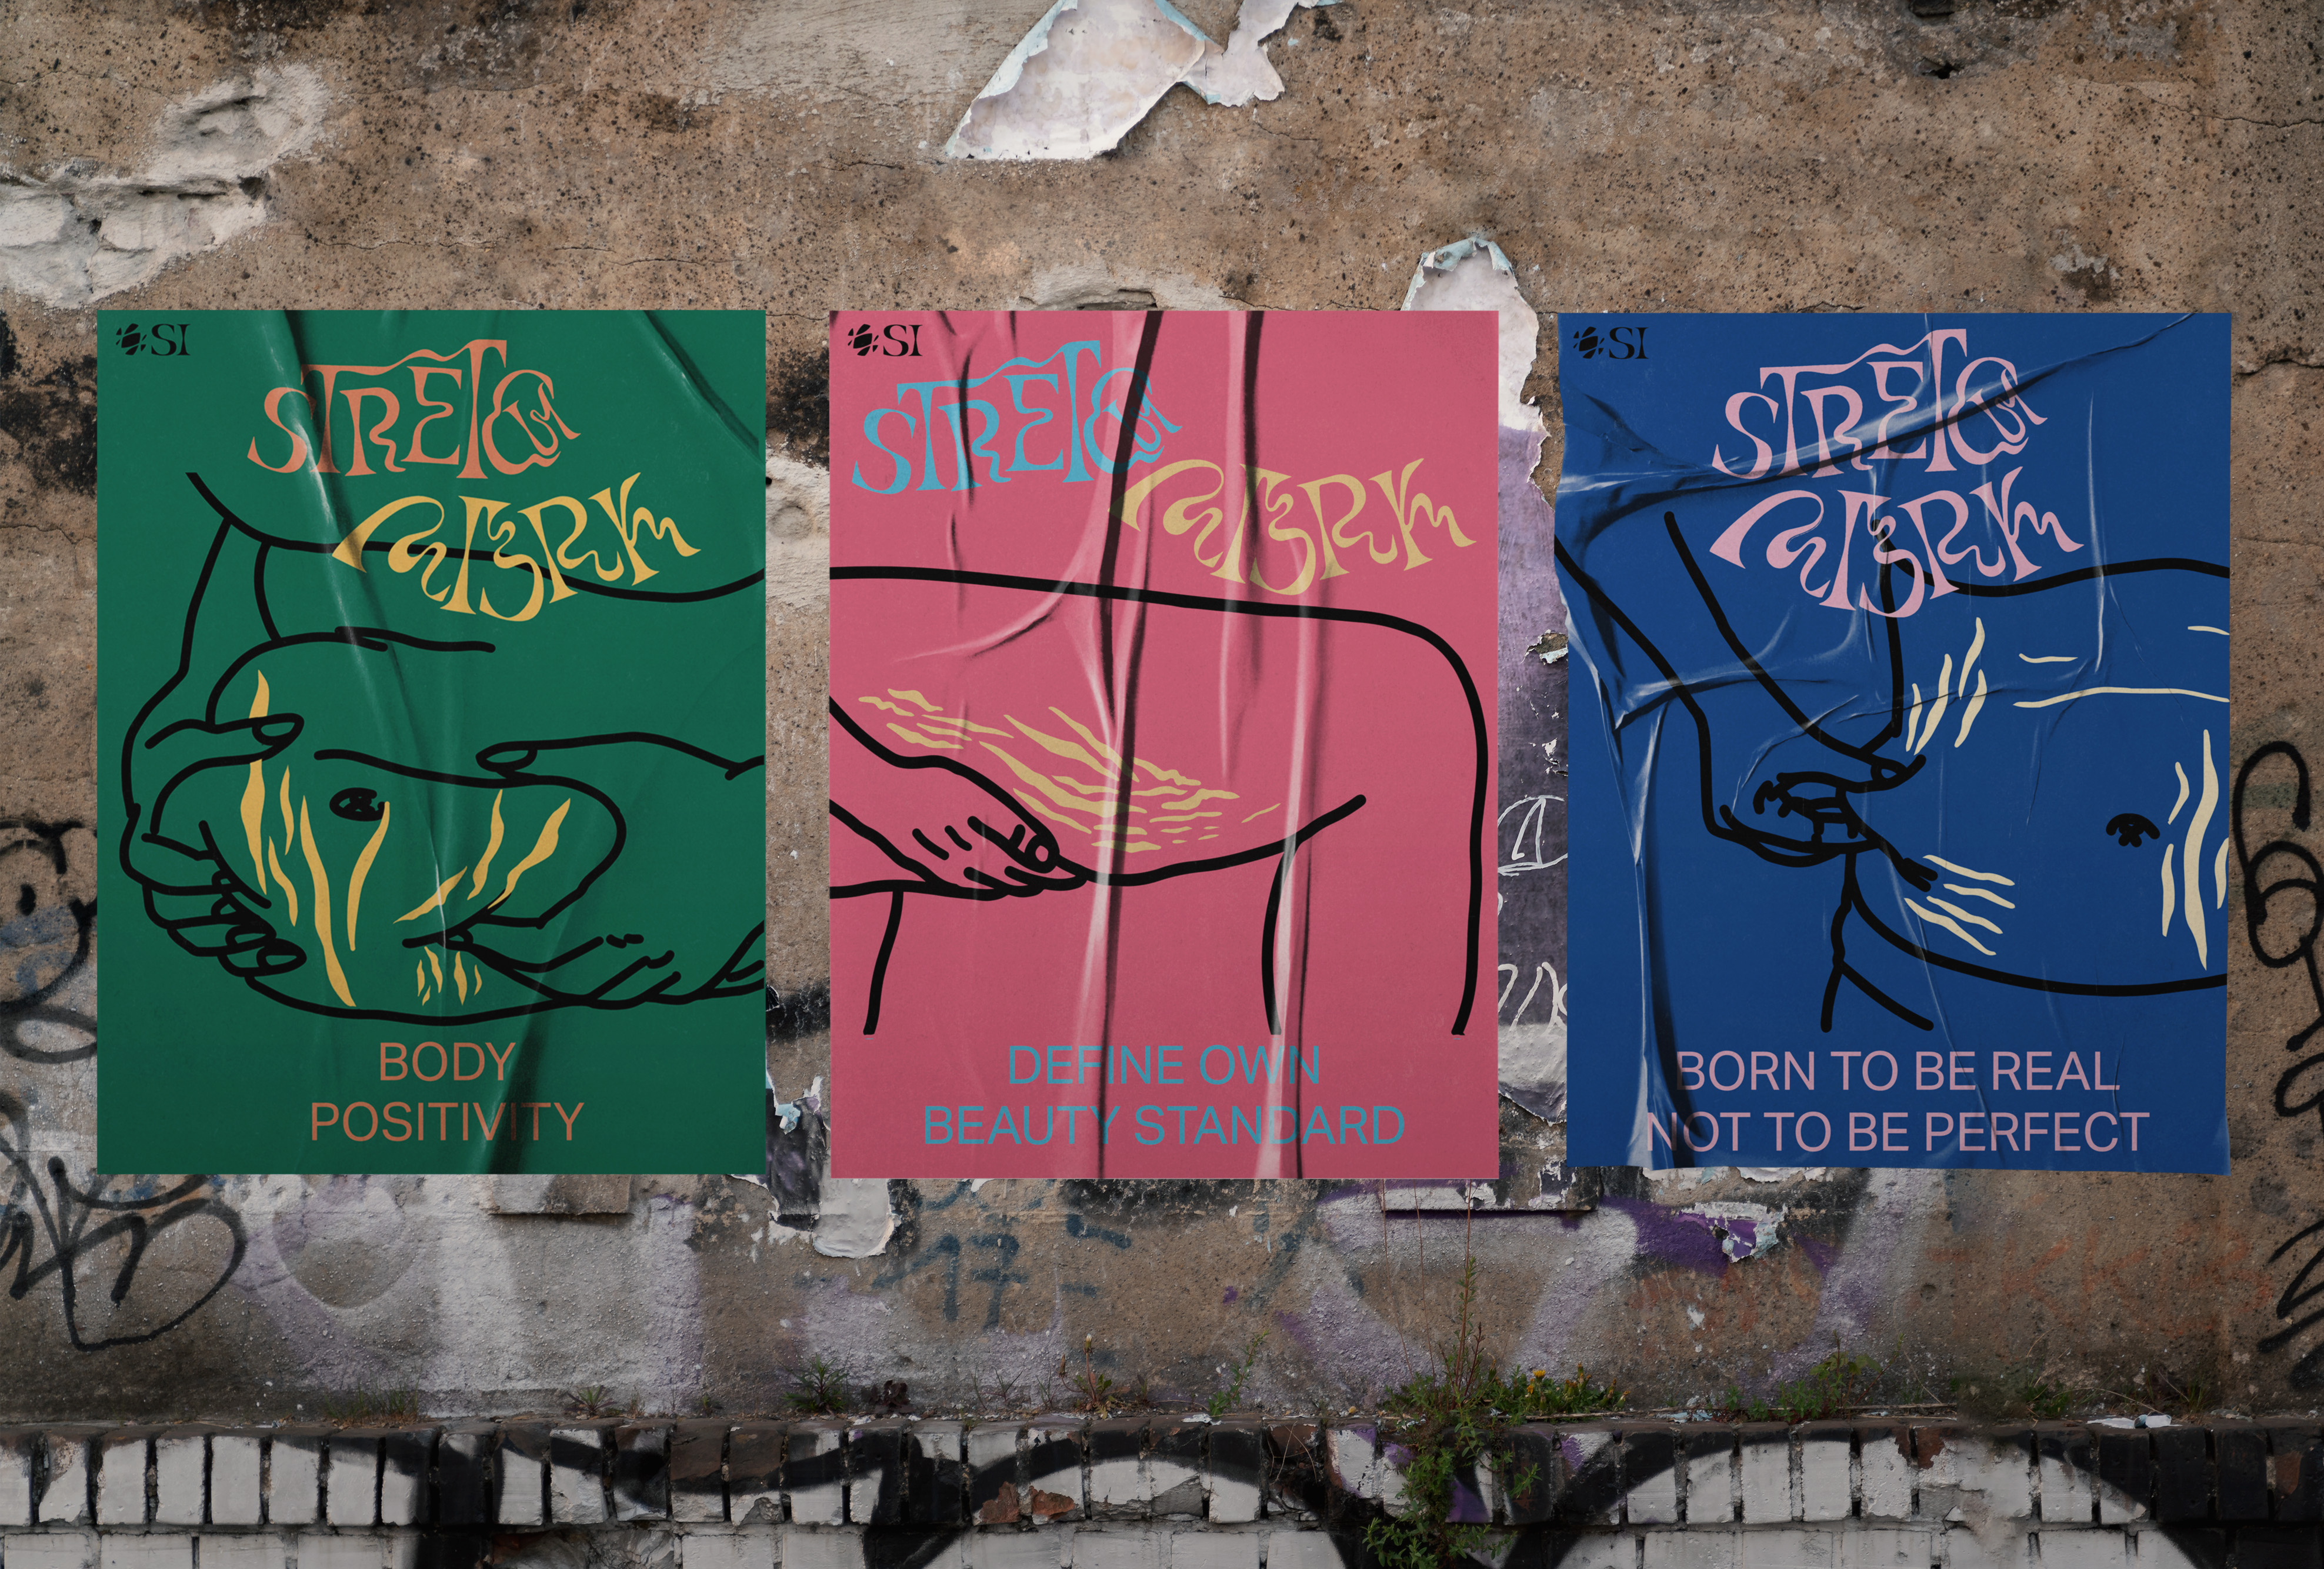 SI
STRETCH
MARK
BODY
POSITIVITY
SI
STRETCH
MARK
DEFINE OWN
BEAUTY STANDARD
SI
STRETCH
MARK
BORN TO BE REAL
NOT TO BE PERFECT
17